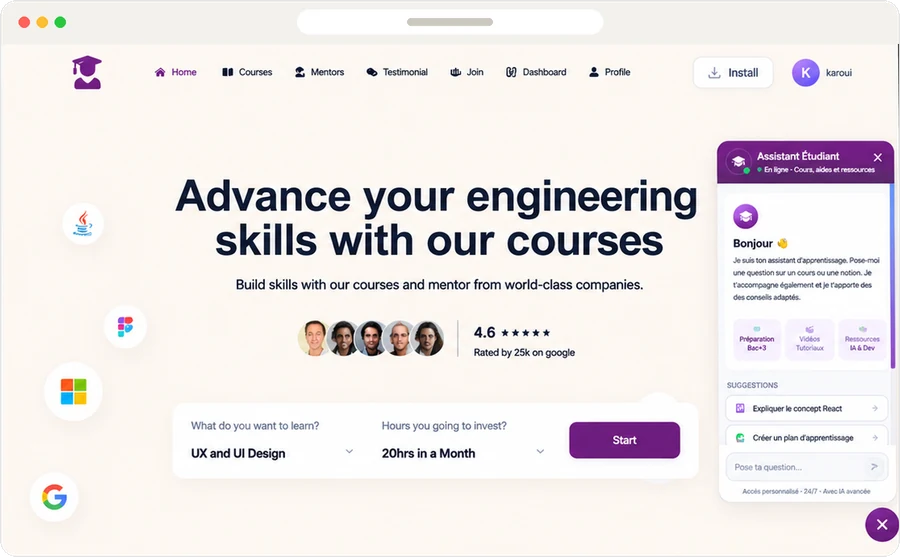 Home
Courses
Mentors
Testimonial
Join
Dashboard
Profile
Install
K
karoui
Advance your engineering
skills with our courses
Build skills with our courses and mentor from world-class companies.
4.6 ★★★★★
Rated by 25k on google
What do you want to learn?
UX and UI Design
Hours you going to invest?
20hrs in a Month
Start
Assistant Étudiant
En ligne - Cours, aides et ressources
Bonjour 👋
Je suis ton assistant d'apprentissage. Pose-moi
une question sur un cours ou une notion. Je
t'accompagne également et je t'apporte des
des conseils adaptés.
Préparation
Bac+3
Vidéos
Tutoriaux
Ressources
IA & Dev
SUGGESTIONS
Expliquer le concept React
Créer un plan d'apprentissage
Pose ta question...
Accès personnalisé · 24/7 · Avec IA avancée